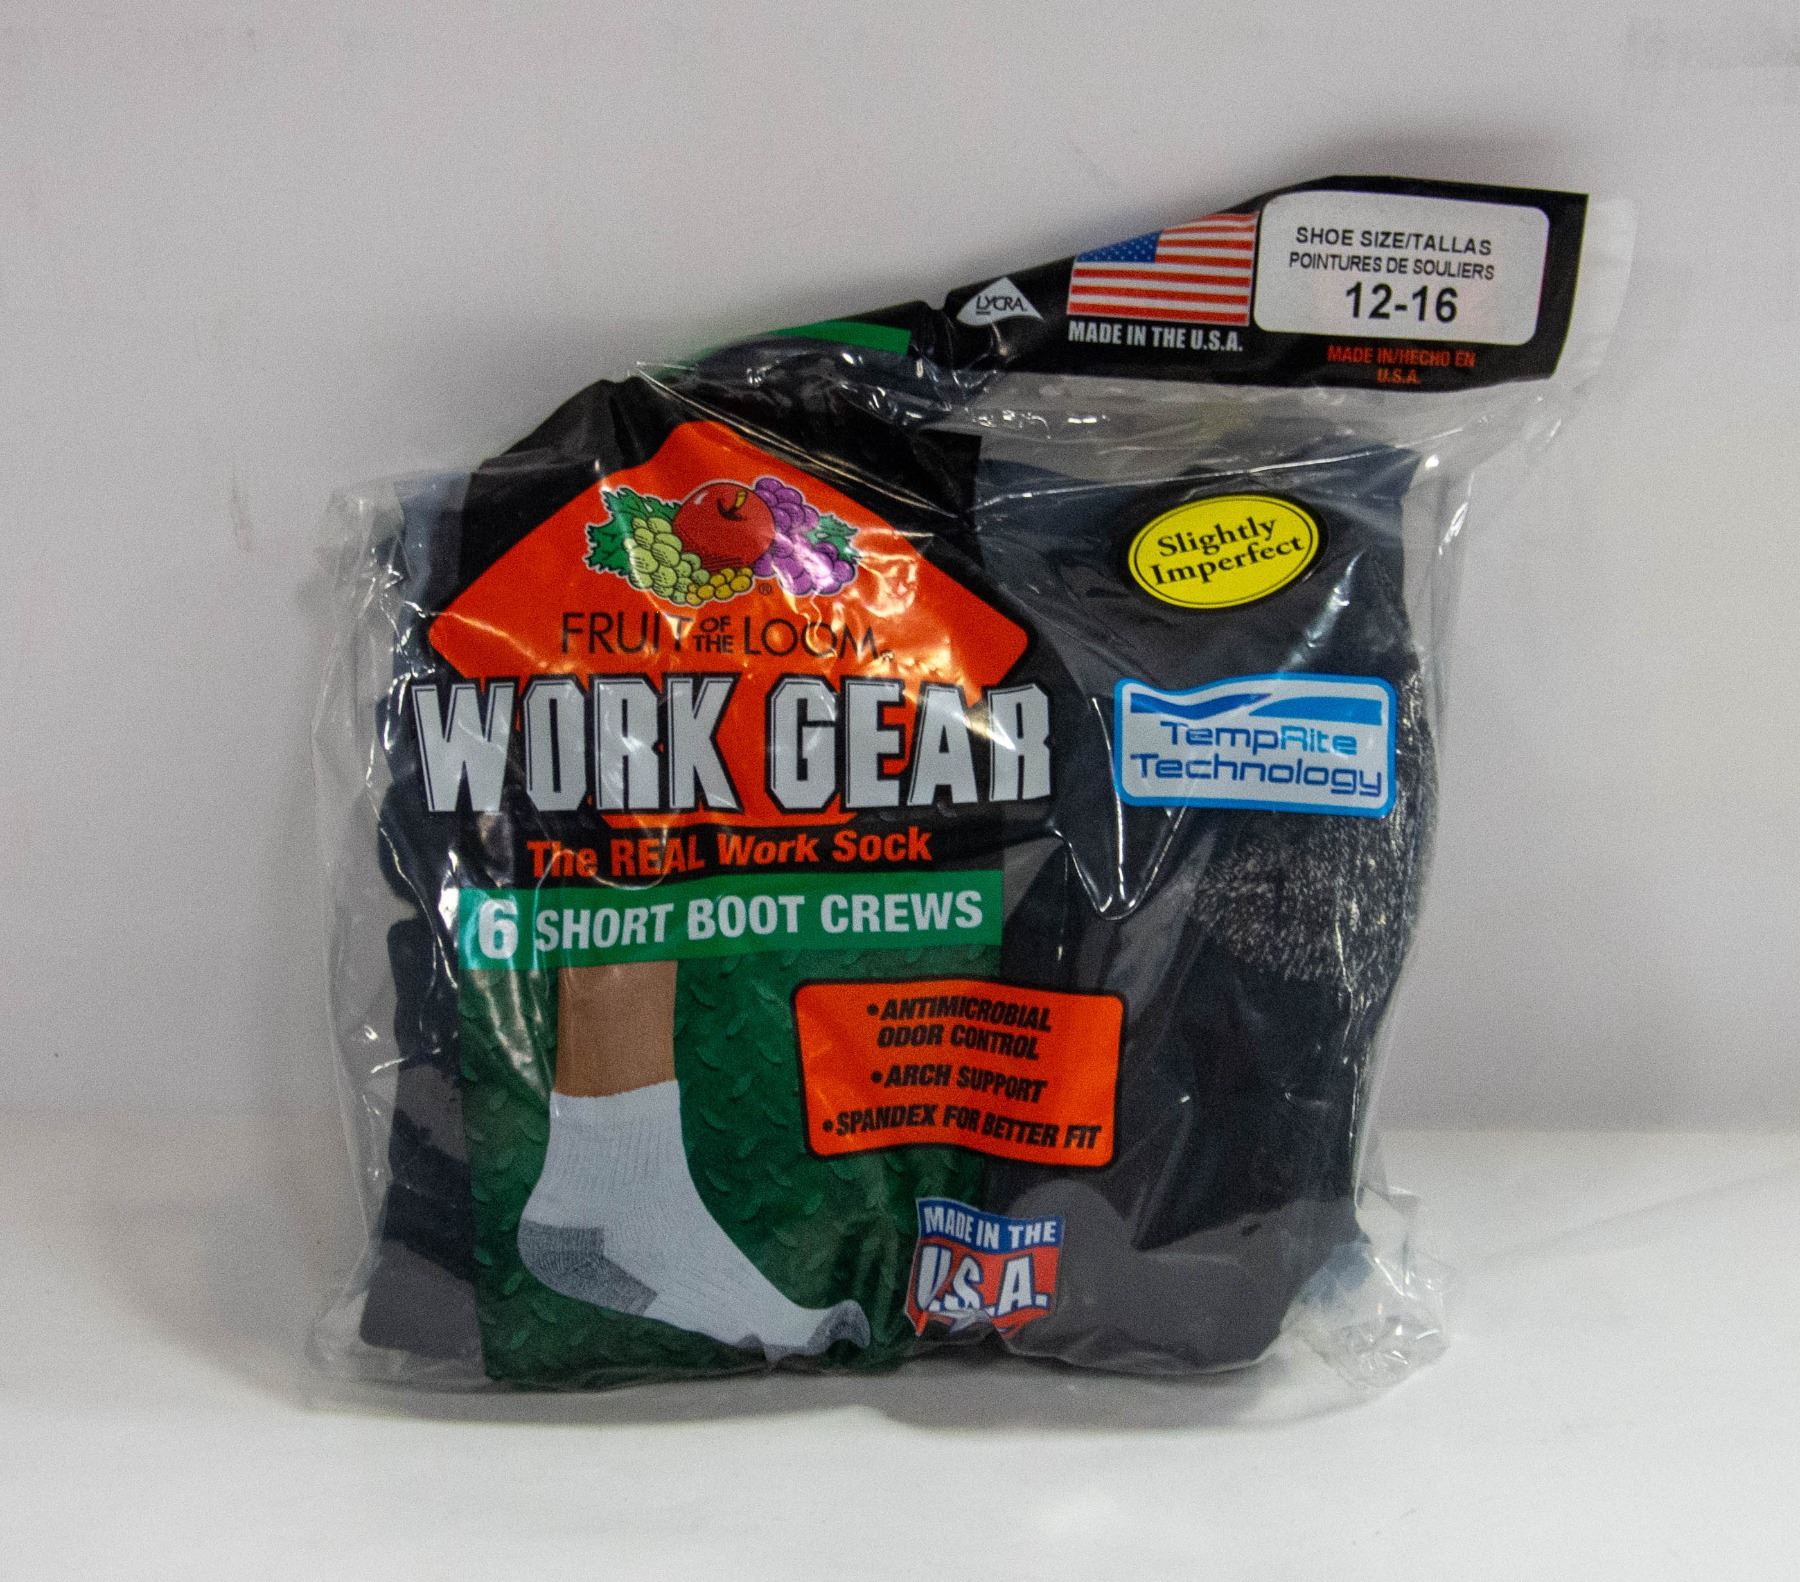 SHOE SIZE/TALLAS
POINTURES DE SOULIERS
12-16
LYCRA
MADE IN THE U.S.A.
MADE IN/HECHO EN
U.S.A.
Slightly
Imperfect
FRUIT OF THE LOOM®
WORK GEAR
TempRite
Technology
The REAL Work Sock
6 SHORT BOOT CREWS
•ANTIMICROBIAL
ODOR CONTROL
•ARCH SUPPORT
•SPANDEX FOR BETTER FIT
MADE IN THE
U.S.A.